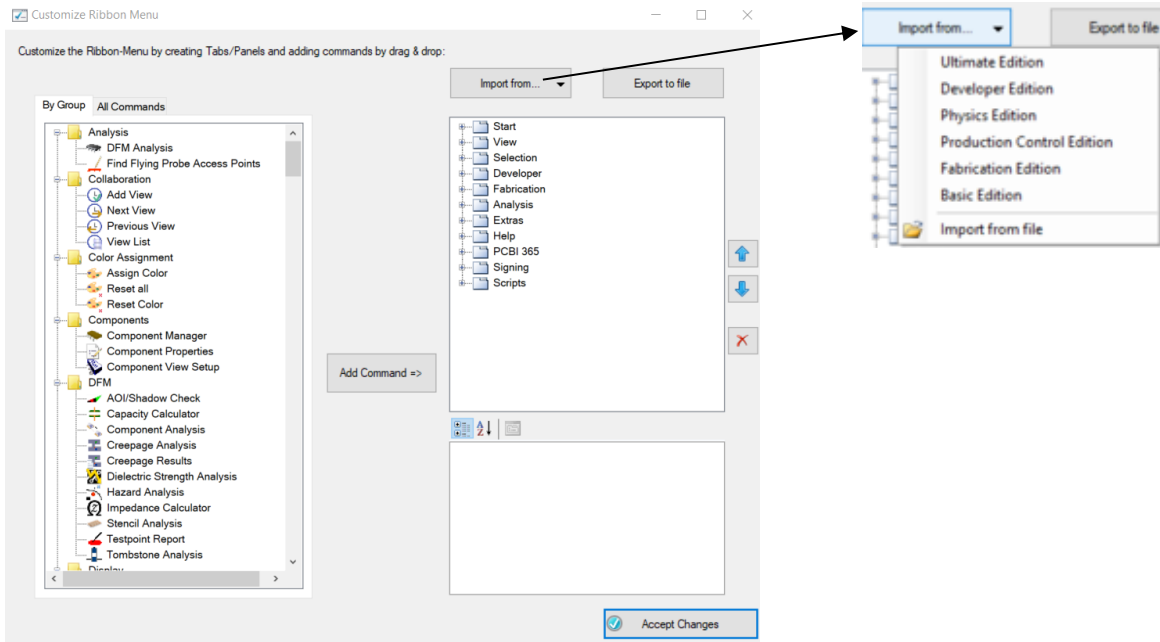 Customize Ribbon Menu
Customize the Ribbon-Menu by creating Tabs/Panels and adding commands by drag & drop:
Import from...
Export to file
By Group
All Commands
Analysis
DFM Analysis
Find Flying Probe Access Points
Collaboration
Add View
Next View
Previous View
View List
Color Assignment
Assign Color
Reset all
Reset Color
Components
Component Manager
Component Properties
Component View Setup
DFM
AOI/Shadow Check
Capacity Calculator
Component Analysis
Creepage Analysis
Creepage Results
Dielectric Strength Analysis
Hazard Analysis
Impedance Calculator
Stencil Analysis
Testpoint Report
Tombstone Analysis
Display
Add Command =>
Start
View
Selection
Developer
Fabrication
Analysis
Extras
Help
PCBI 365
Signing
Scripts
Accept Changes
Import from...
Export to file
Ultimate Edition
Developer Edition
Physics Edition
Production Control Edition
Fabrication Edition
Basic Edition
Import from file